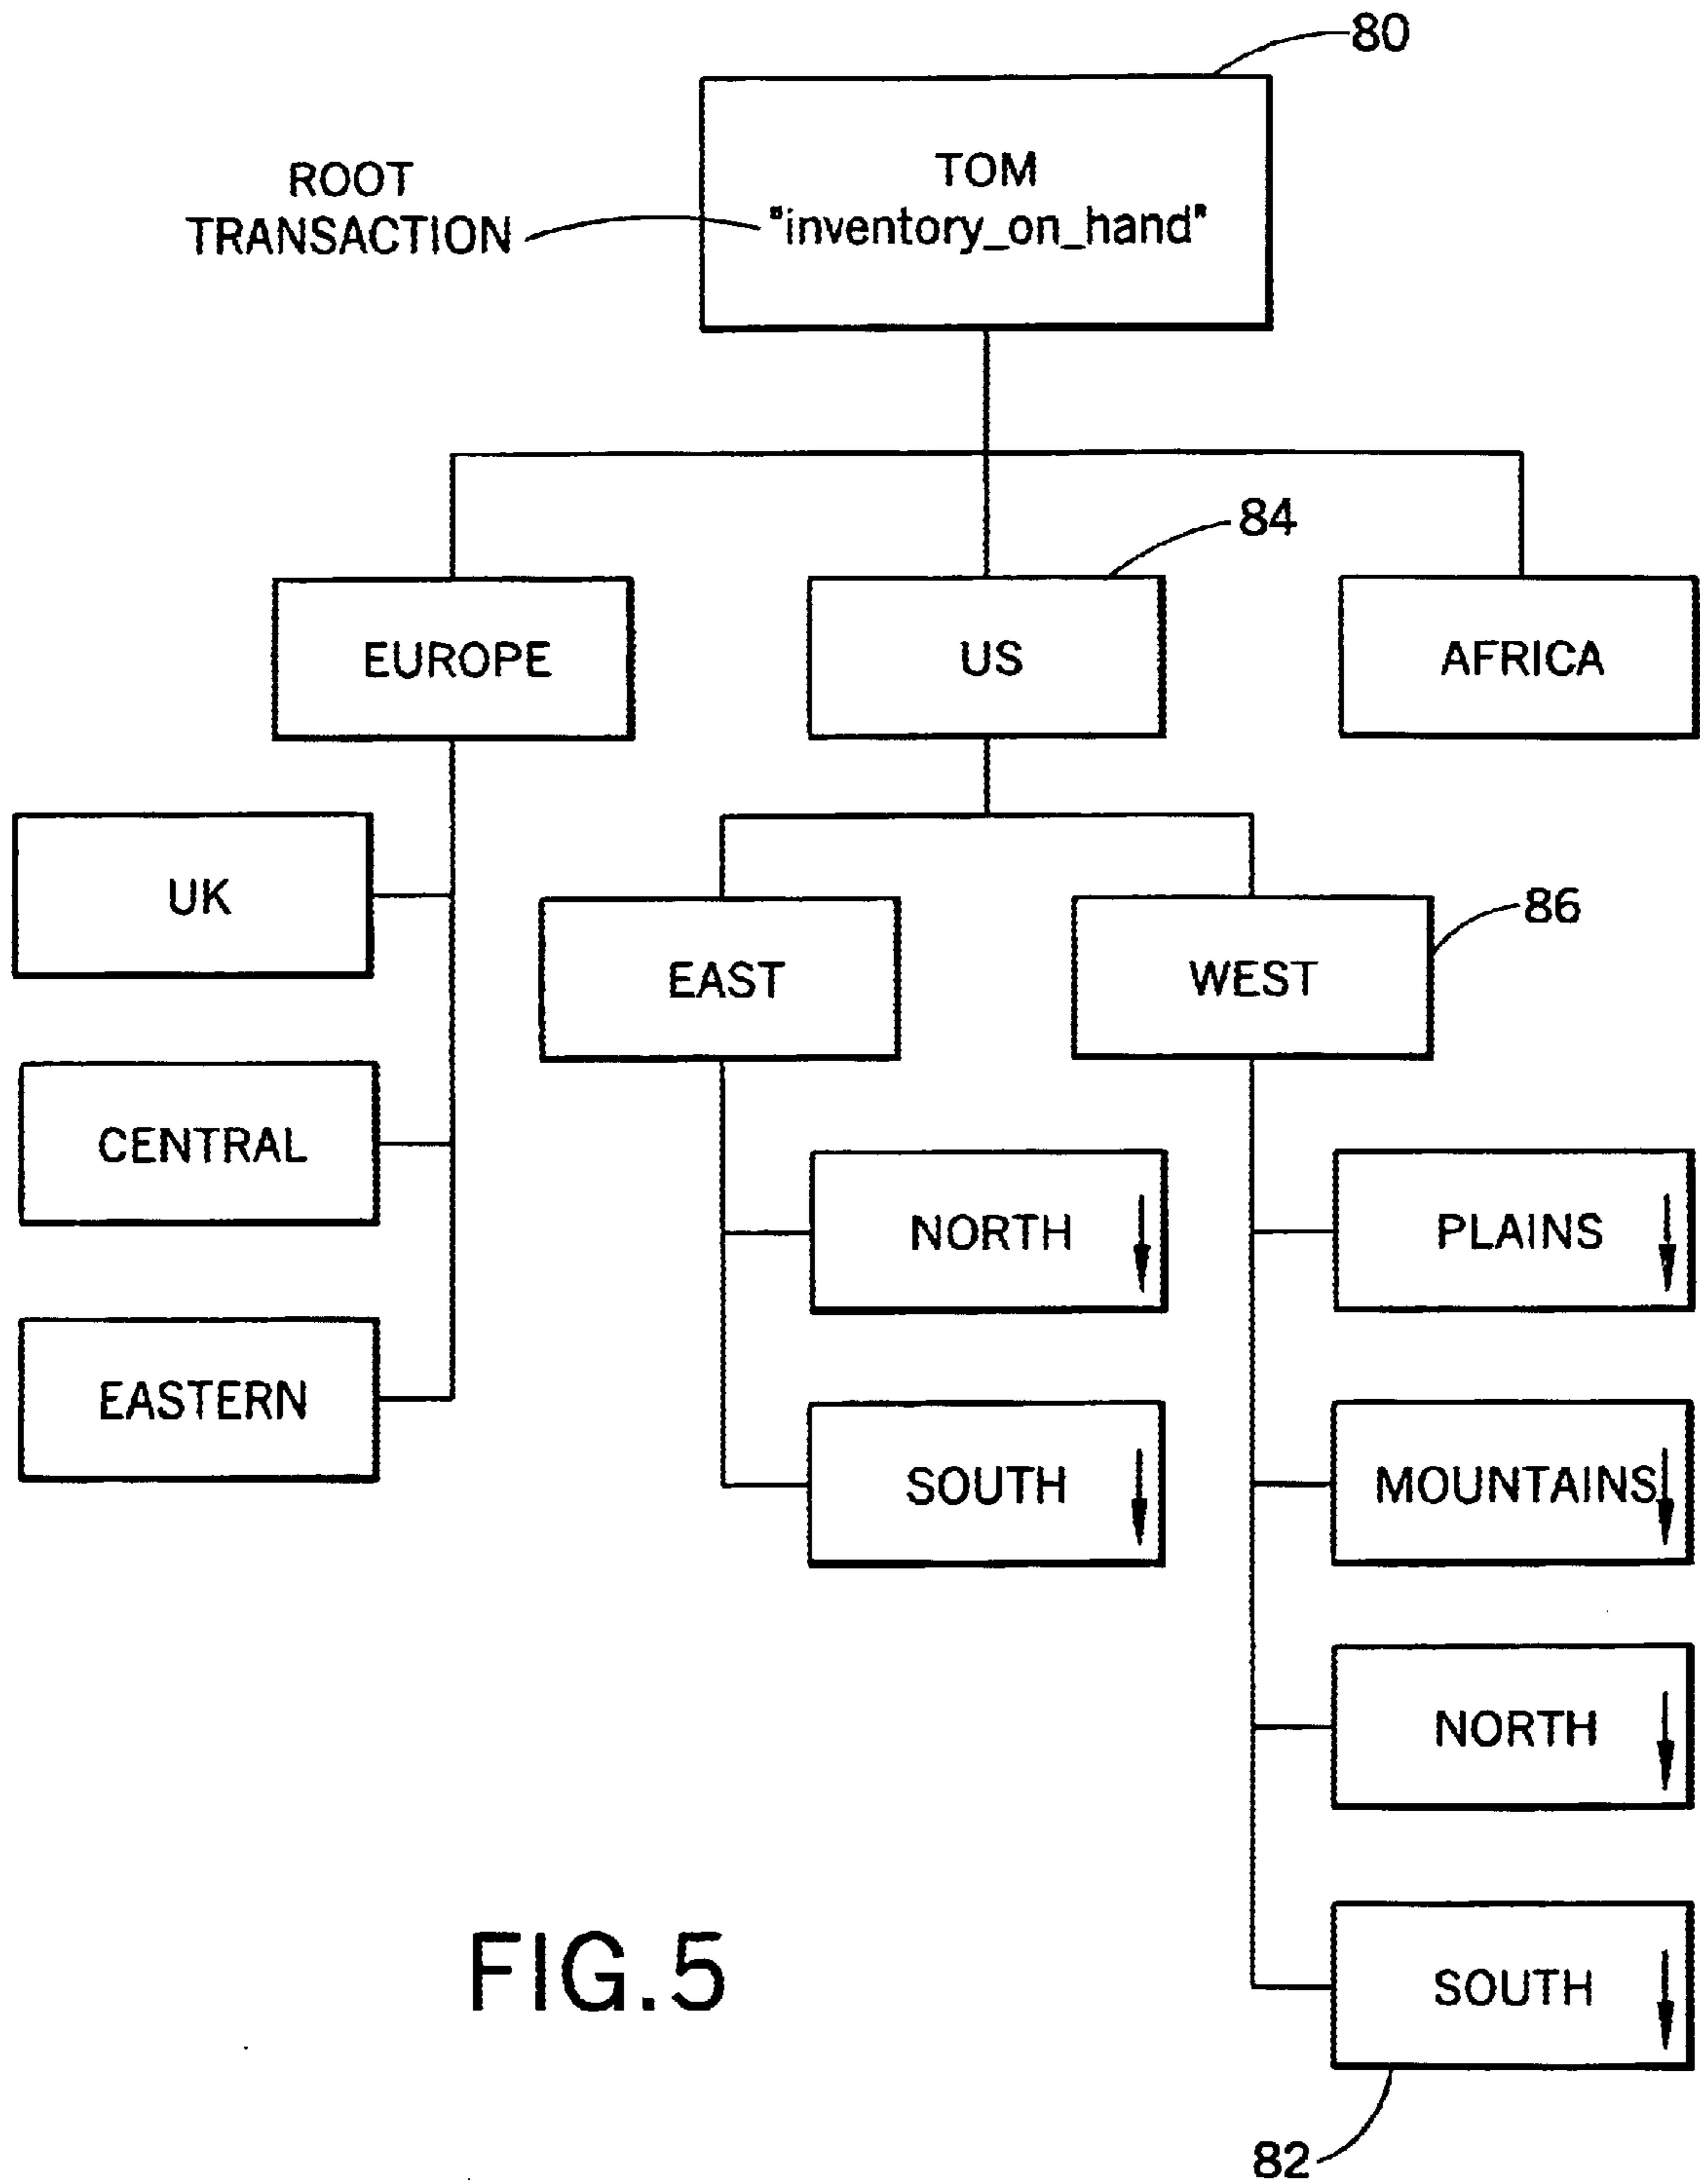 80
ROOT
TRANSACTION
TOM
"inventory_on_hand"
84
EUROPE
US
AFRICA
UK
86
EAST
WEST
CENTRAL
NORTH
PLAINS
EASTERN
SOUTH
MOUNTAINS
NORTH
FIG.5
SOUTH
82